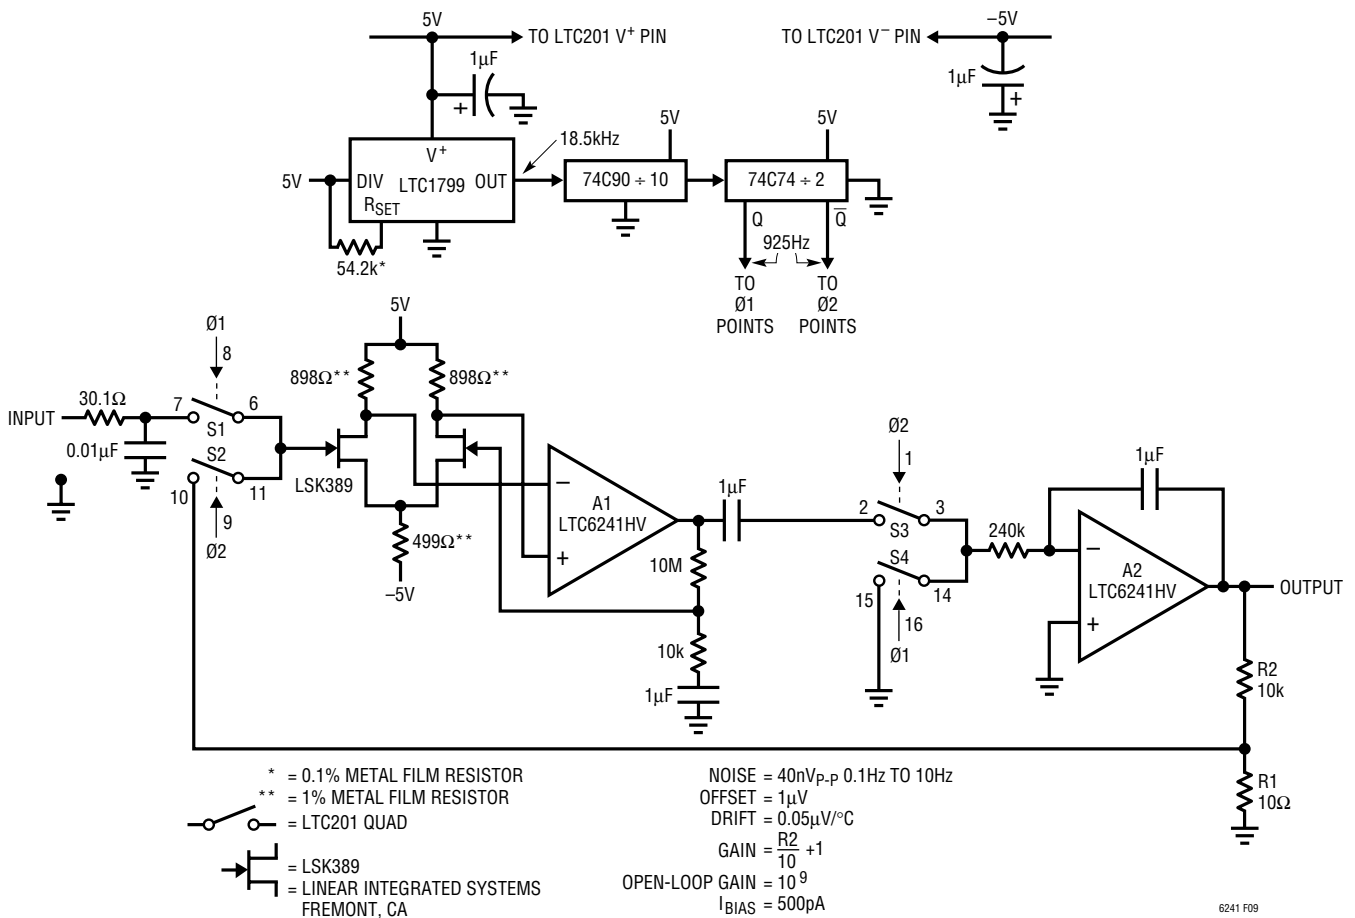 5V
TO LTC201 V+ PIN
1µF
+
TO LTC201 V– PIN
–5V
1µF
+
5V
DIV
V+
LTC1799
OUT
RSET
54.2k*
18.5kHz
5V
74C90 ÷ 10
5V
74C74 ÷ 2
Q
Q̅
925Hz
TO
Ø1
POINTS
TO
Ø2
POINTS
INPUT
30.1Ω
0.01µF
Ø1
8
7
6
S1
S2
10
11
9
Ø2
5V
898Ω**
898Ω**
LSK389
499Ω**
–5V
–
A1
LTC6241HV
+
1µF
10M
10k
1µF
Ø2
1
2
3
S3
S4
15
14
16
Ø1
240k
1µF
–
A2
LTC6241HV
+
OUTPUT
R2
10k
R1
10Ω
* = 0.1% METAL FILM RESISTOR
** = 1% METAL FILM RESISTOR
= LTC201 QUAD
= LSK389
= LINEAR INTEGRATED SYSTEMS
FREMONT, CA
NOISE = 40nVP-P 0.1Hz TO 10Hz
OFFSET = 1µV
DRIFT = 0.05µV/°C
GAIN = R2/10 +1
OPEN-LOOP GAIN = 10^9
IBIAS = 500pA
6241 F09